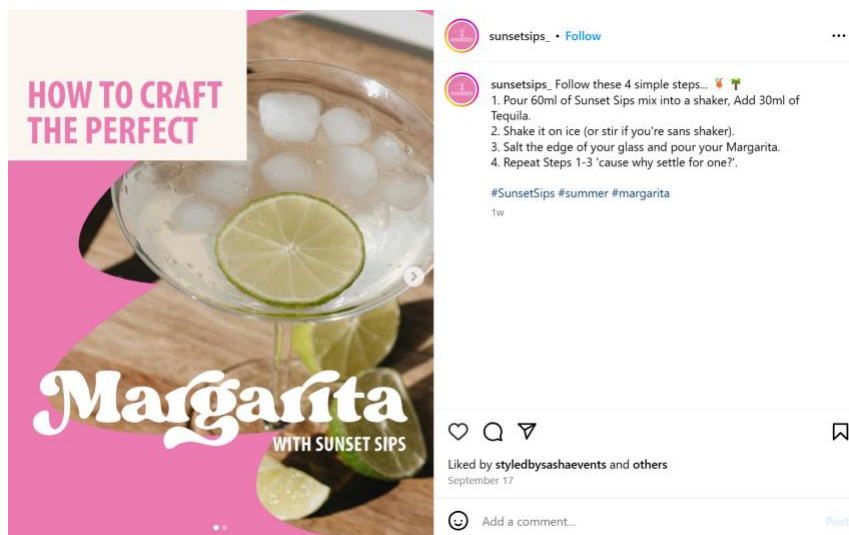 HOW TO CRAFT
THE PERFECT
Margarita
WITH SUNSET SIPS
sunsetsips_ • Follow
sunsetsips_ Follow these 4 simple steps... 🍹 🌴
1. Pour 60ml of Sunset Sips mix into a shaker, Add 30ml of
Tequila.
2. Shake it on ice (or stir if you're sans shaker).
3. Salt the edge of your glass and pour your Margarita.
4. Repeat Steps 1-3 'cause why settle for one?'.
#SunsetSips #summer #margarita
1w
Liked by styledbysashaevents and others
September 17
Add a comment...
Post